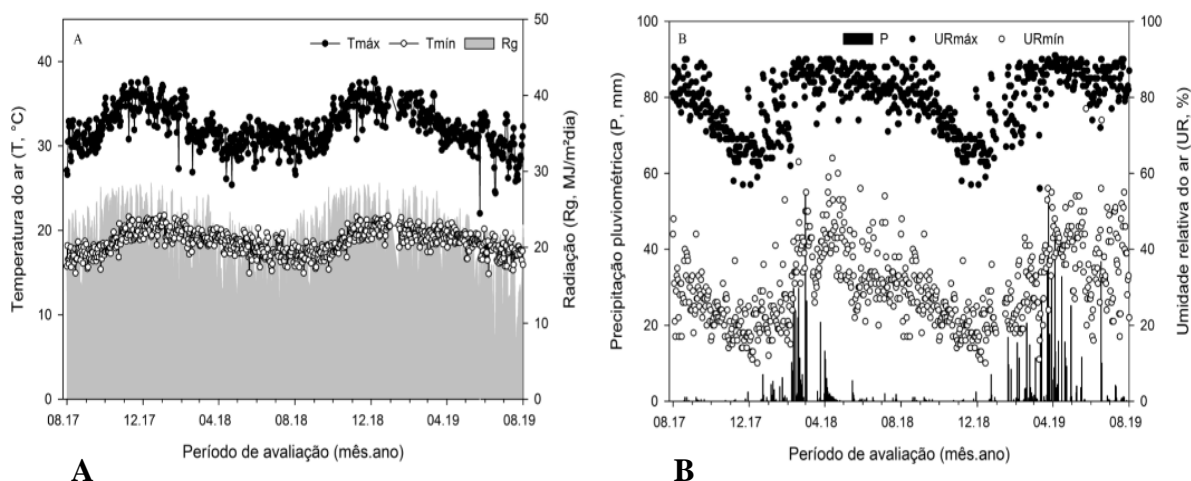 A
Tmáx Tmín Rg
Temperatura do ar (T, °C)
40
30
20
10
0
Radiação (Rg, MJ/m²dia)
50
40
30
20
10
0
08.17 12.17 04.18 08.18 12.18 04.19 08.19
Período de avaliação (mês.ano)
A
B
P URmáx URmín
Precipitação pluviométrica (P, mm)
100
80
60
40
20
0
Umidade relativa do ar (UR, %)
100
80
60
40
20
0
08.17 12.17 04.18 08.18 12.18 04.19 08.19
Período de avaliação (mês.ano)
B